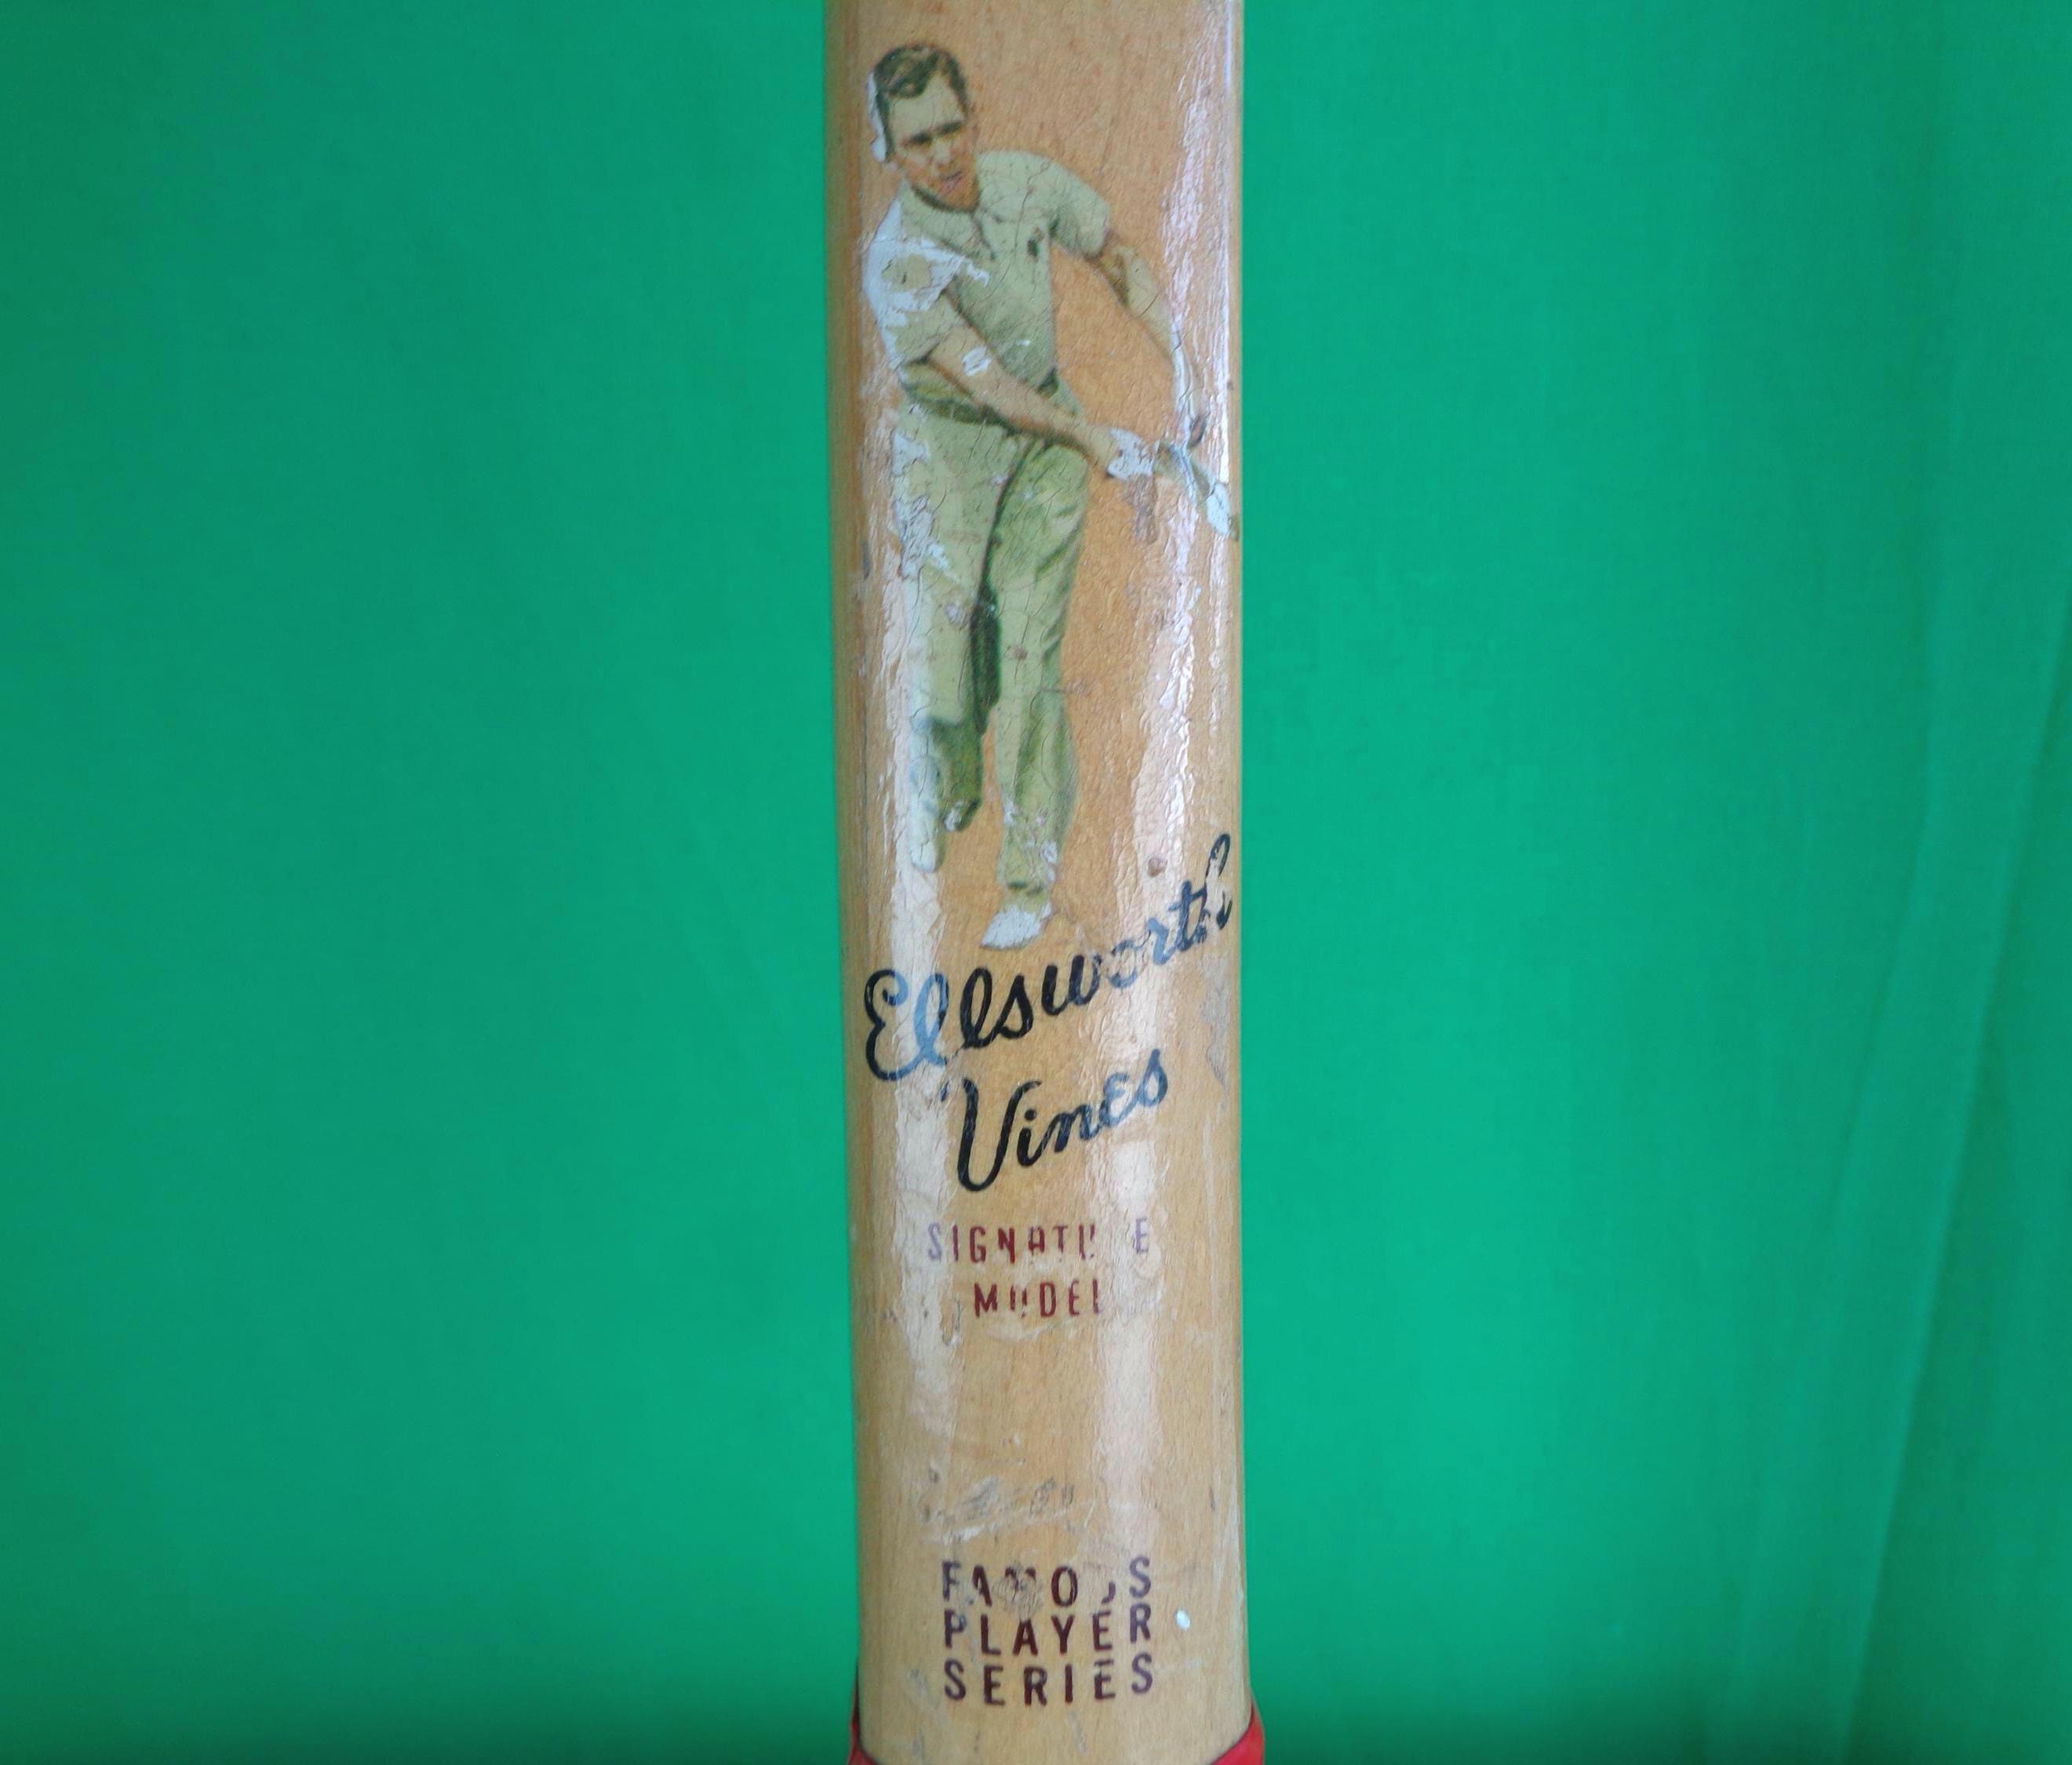 Ellsworth
Vines
SIGNATURE
MODEL
FAMOUS
PLAYER
SERIES